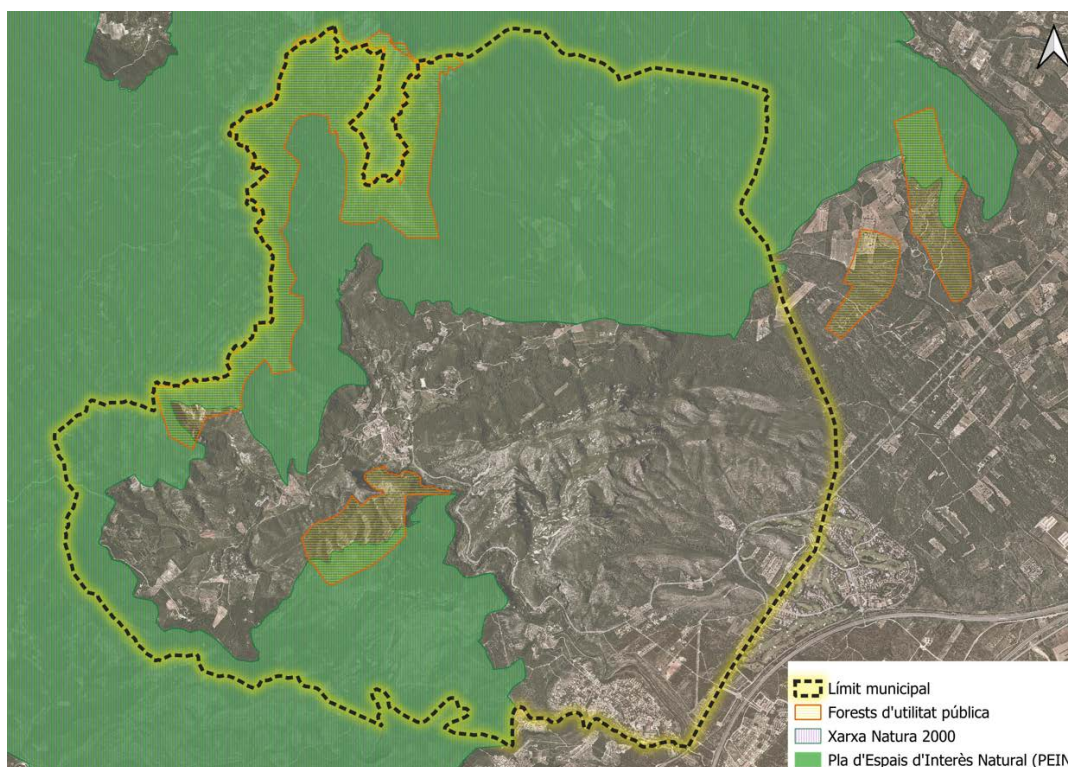 Límit municipal
Forests d'utilitat pública
Xarxa Natura 2000
Pla d'Espais d'Interès Natural (PEIN